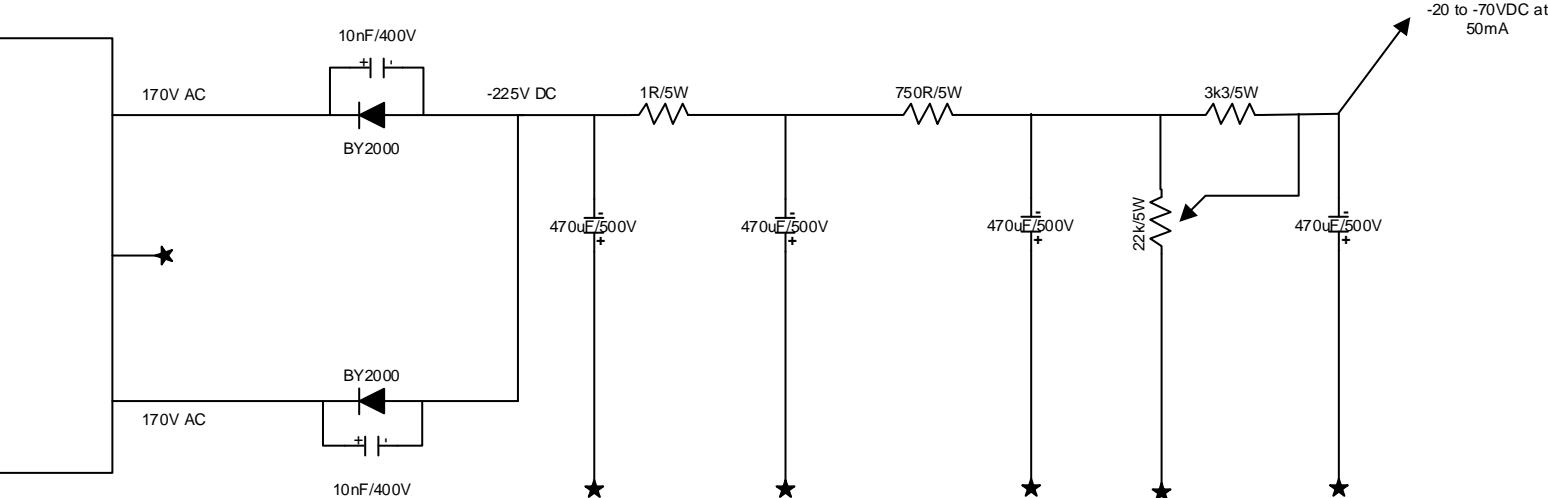 -20 to -70VDC at
50mA
10nF/400V
+ -
170V AC
-225V DC
1R/5W
750R/5W
3k3/5W
BY2000
-
470uF/500V
+
-
470uF/500V
+
-
470uF/500V
+
22k/5W
-
470uF/500V
+
BY2000
170V AC
+ -
10nF/400V